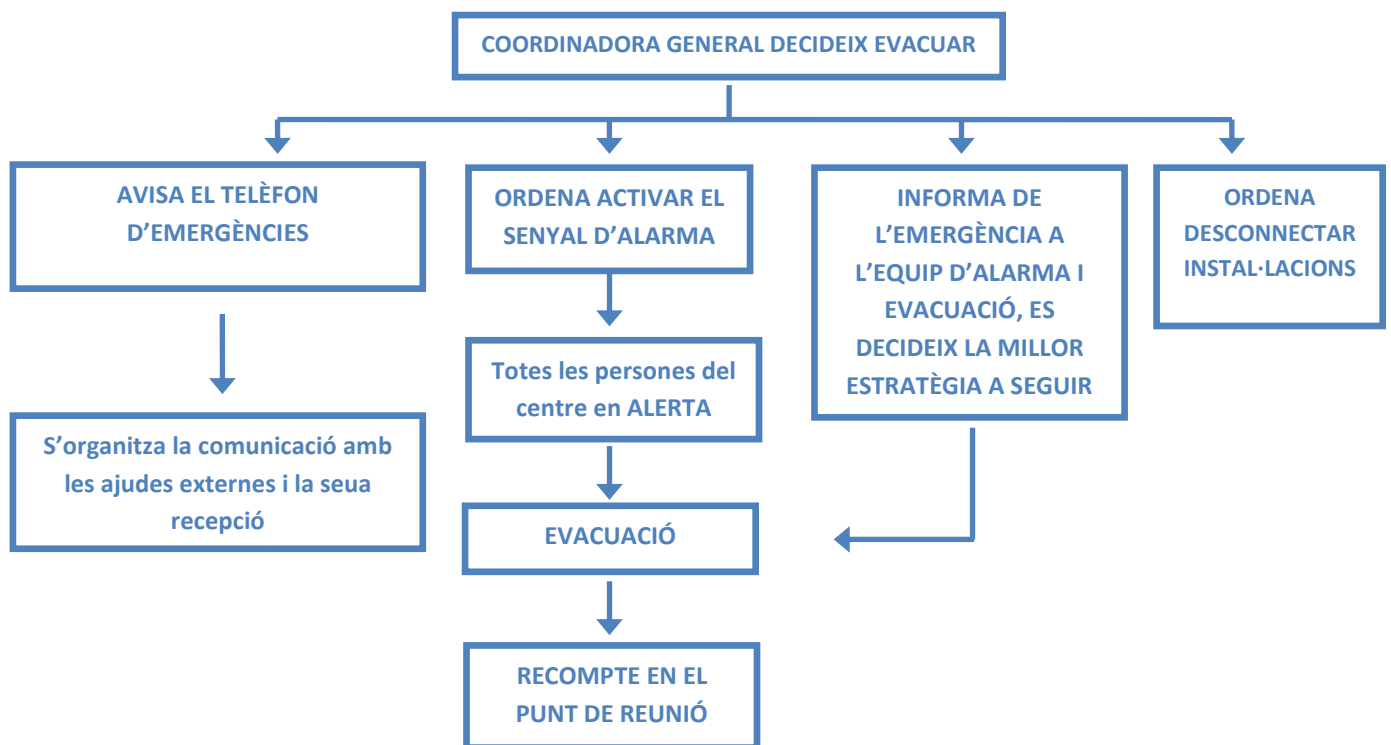 COORDINADORA GENERAL DECIDEIX EVACUAR
AVISA EL TELÈFON
D’EMERGÈNCIES
ORDENA ACTIVAR EL
SENYAL D’ALARMA
INFORMA DE
L’EMERGÈNCIA A
L’EQUIP D’ALARMA I
EVACUACIÓ, ES
DECIDEIX LA MILLOR
ESTRATÈGIA A SEGUIR
ORDENA
DESCONNECTAR
INSTAL·LACIONS
Totes les persones del
centre en ALERTA
S’organitza la comunicació amb
les ajudes externes i la seua
recepció
EVACUACIÓ
RECOMPTE EN EL
PUNT DE REUNIÓ